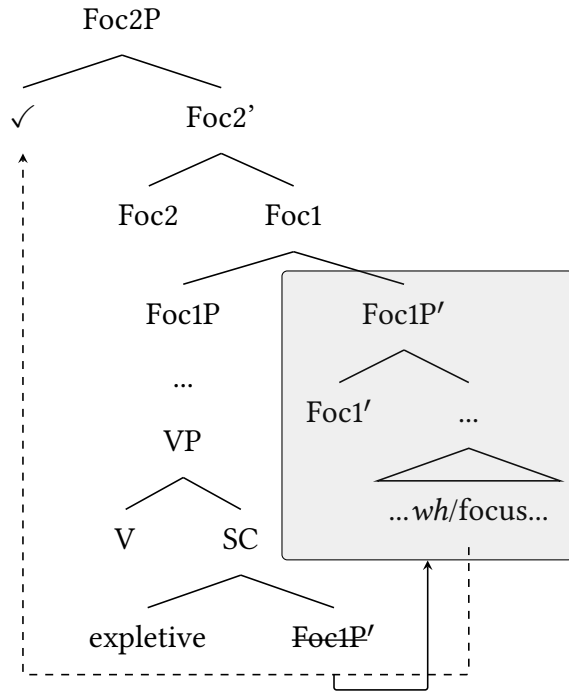 Foc2P
✓ Foc2'
Foc2 Foc1
Foc1P Foc1P′
... Foc1′ ...
VP
...wh/focus...
V SC
expletive Foc1P′